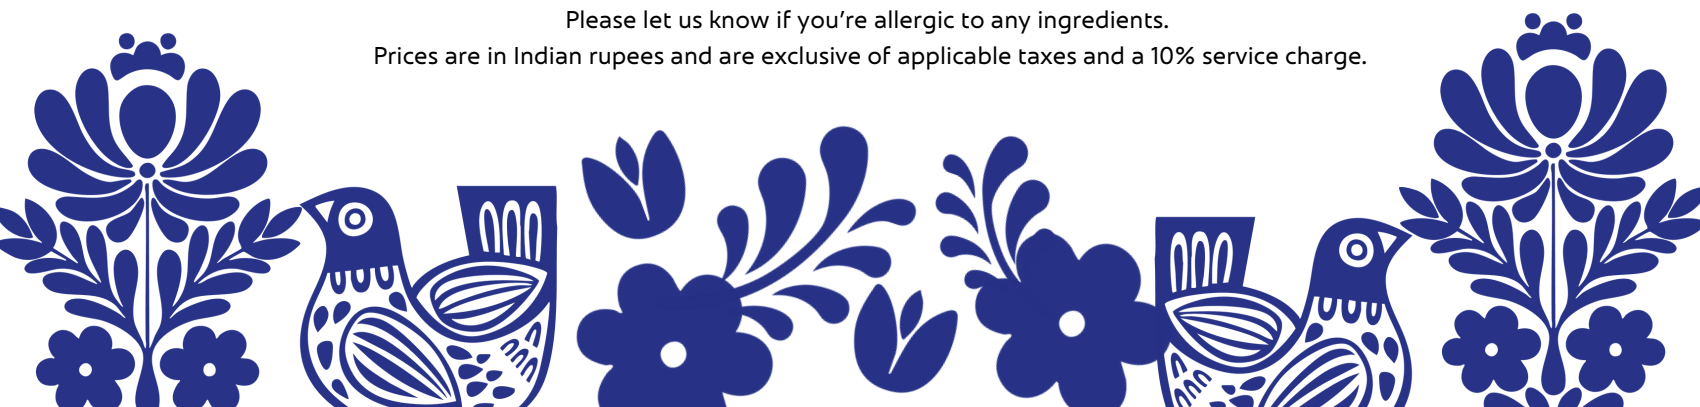 Please let us know if you’re allergic to any ingredients.
Prices are in Indian rupees and are exclusive of applicable taxes and a 10% service charge.